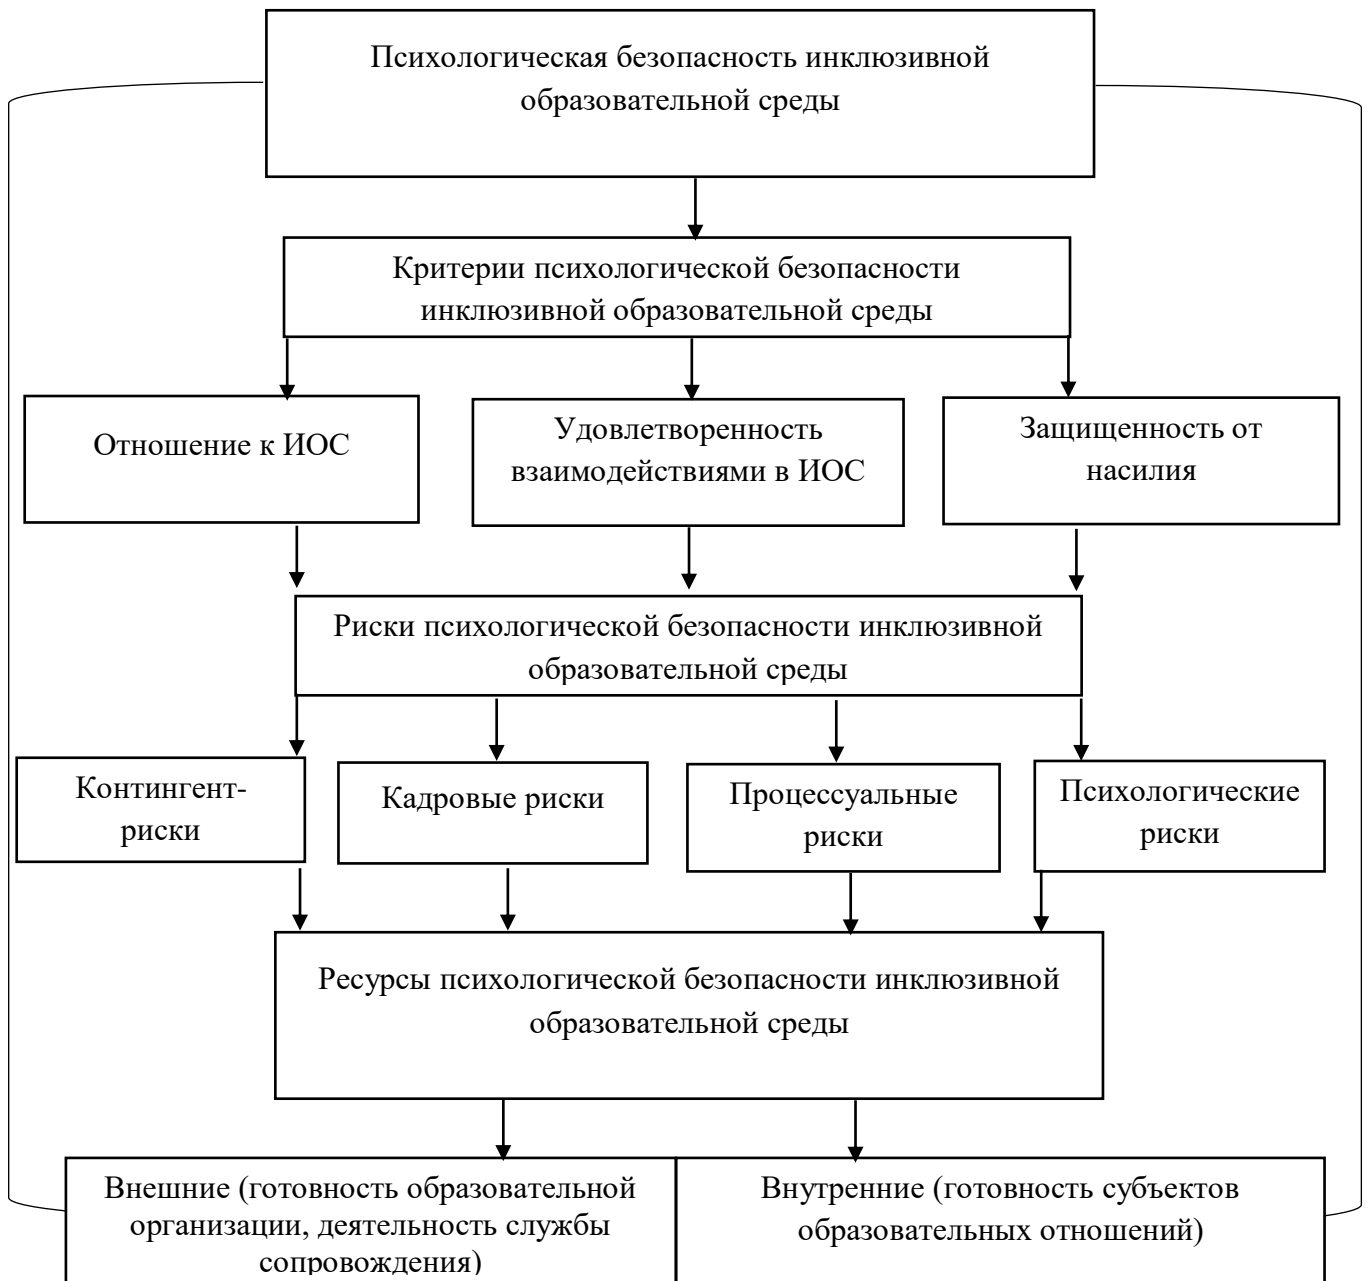 Психологическая безопасность инклюзивной
образовательной среды
Критерии психологической безопасности
инклюзивной образовательной среды
Отношение к ИОС
Удовлетворенность
взаимодействиями в ИОС
Защищенность от
насилия
Риски психологической безопасности инклюзивной
образовательной среды
Контингент-
риски
Кадровые риски
Процессуальные
риски
Психологические
риски
Ресурсы психологической безопасности инклюзивной
образовательной среды
Внешние (готовность образовательной
организации, деятельность службы
сопровождения)
Внутренние (готовность субъектов
образовательных отношений)